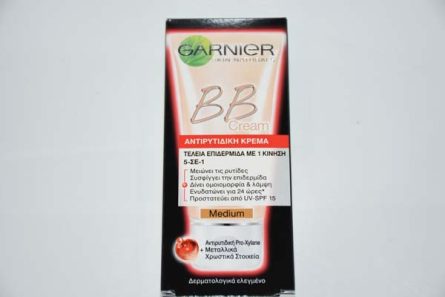 GARNIER
SKIN NATURALS
BB
Cream
ΑΝΤΙΡΥΤΙΔΙΚΗ ΚΡΕΜΑ
ΤΕΛΕΙΑ ΕΠΙΔΕΡΜΙΔΑ ΜΕ 1 ΚΙΝΗΣΗ
5-ΣΕ-1
Μειώνει τις ρυτίδες
Συσφίγγει την επιδερμίδα
Δίνει ομοιομορφία & λάμψη
Ενυδατώνει για 24 ώρες*
Προστατεύει από UV-SPF 15
Medium
Αντιρυτιδική Pro-Xylane
+ Μεταλλικά
Χρωστικά Στοιχεία
Δερματολογικά ελεγμένο